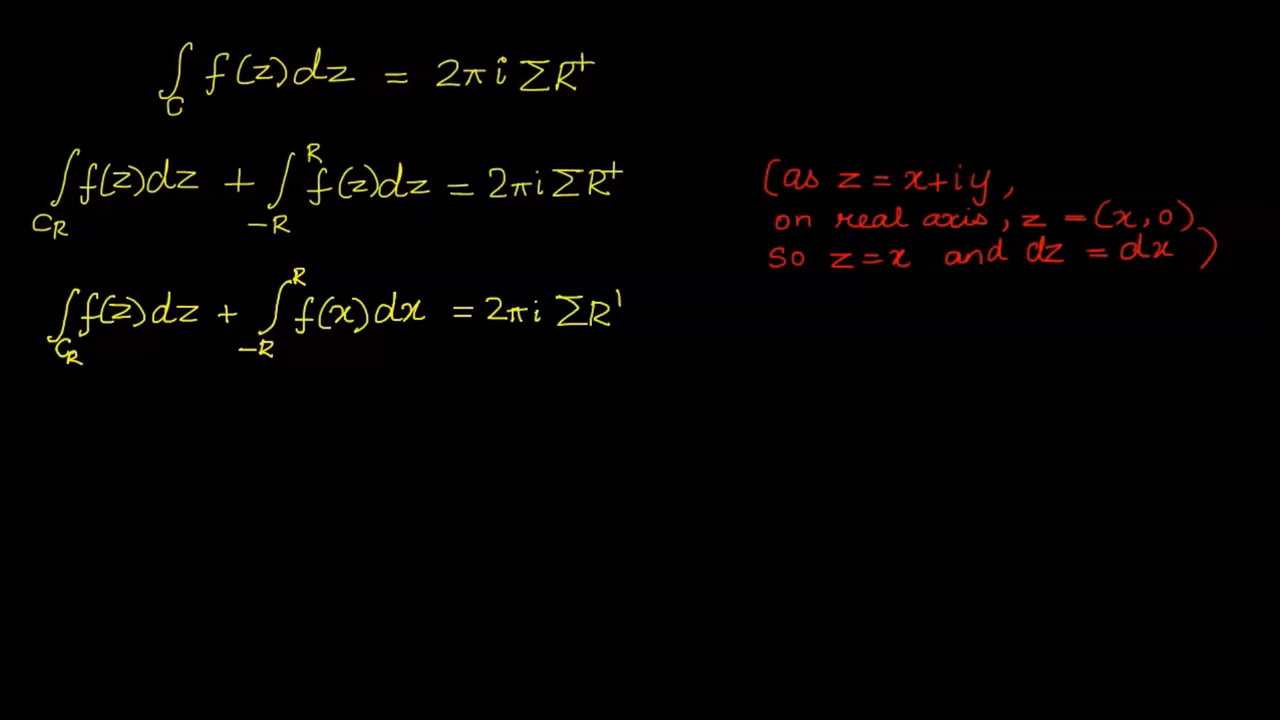 ∫_C f(z)dz = 2πi ΣR⁺
∫_{C_R} f(z)dz + ∫_{-R}^{R} f(z)dz = 2πi ΣR⁺
(as z = x+iy,
on real axis, z = (x, 0)
so z = x and dz = dx)
∫_{C_R} f(z)dz + ∫_{-R}^{R} f(x)dx = 2πi ΣR'